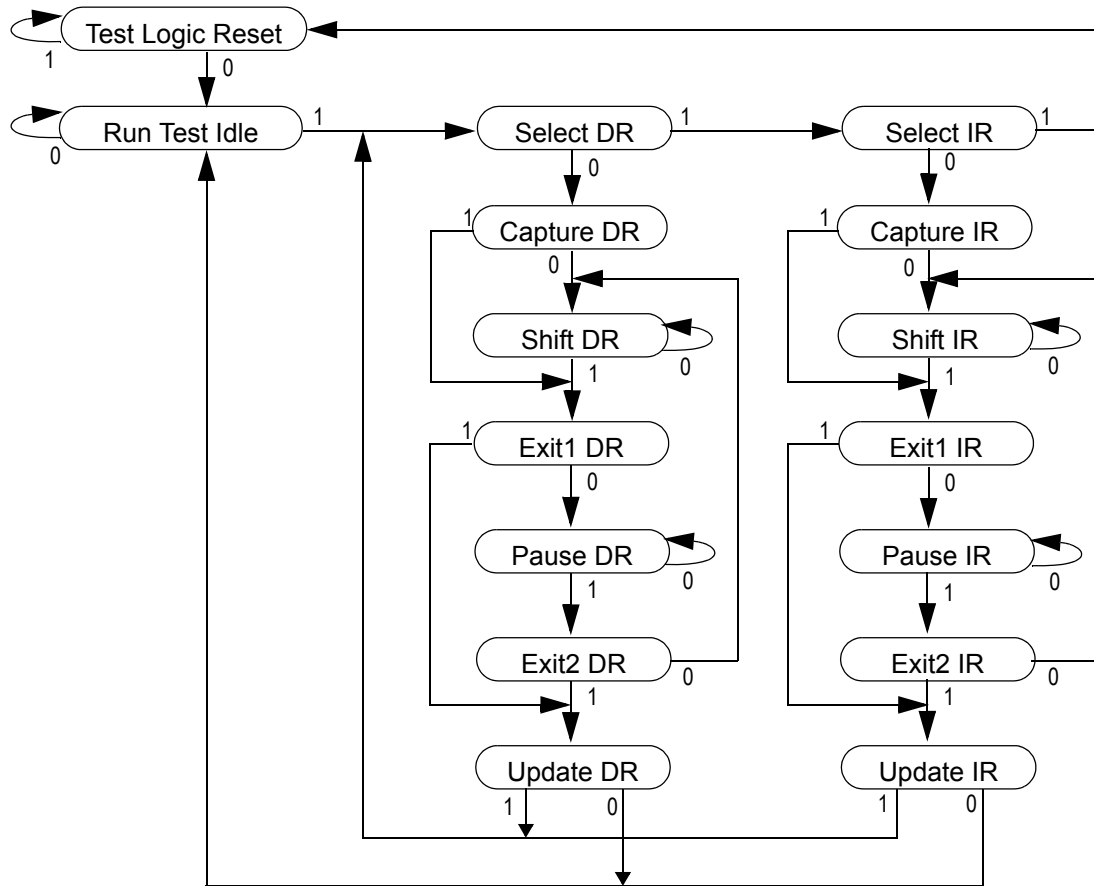 Test Logic Reset
1
0
Run Test Idle
1
Select DR
1
Select IR
1
0
0
0
1
Capture DR
1
Capture IR
0
0
Shift DR
Shift IR
0
0
1
1
1
Exit1 DR
1
Exit1 IR
0
0
Pause DR
Pause IR
0
0
1
1
Exit2 DR
Exit2 IR
0
0
1
1
Update DR
Update IR
1
0
1
0